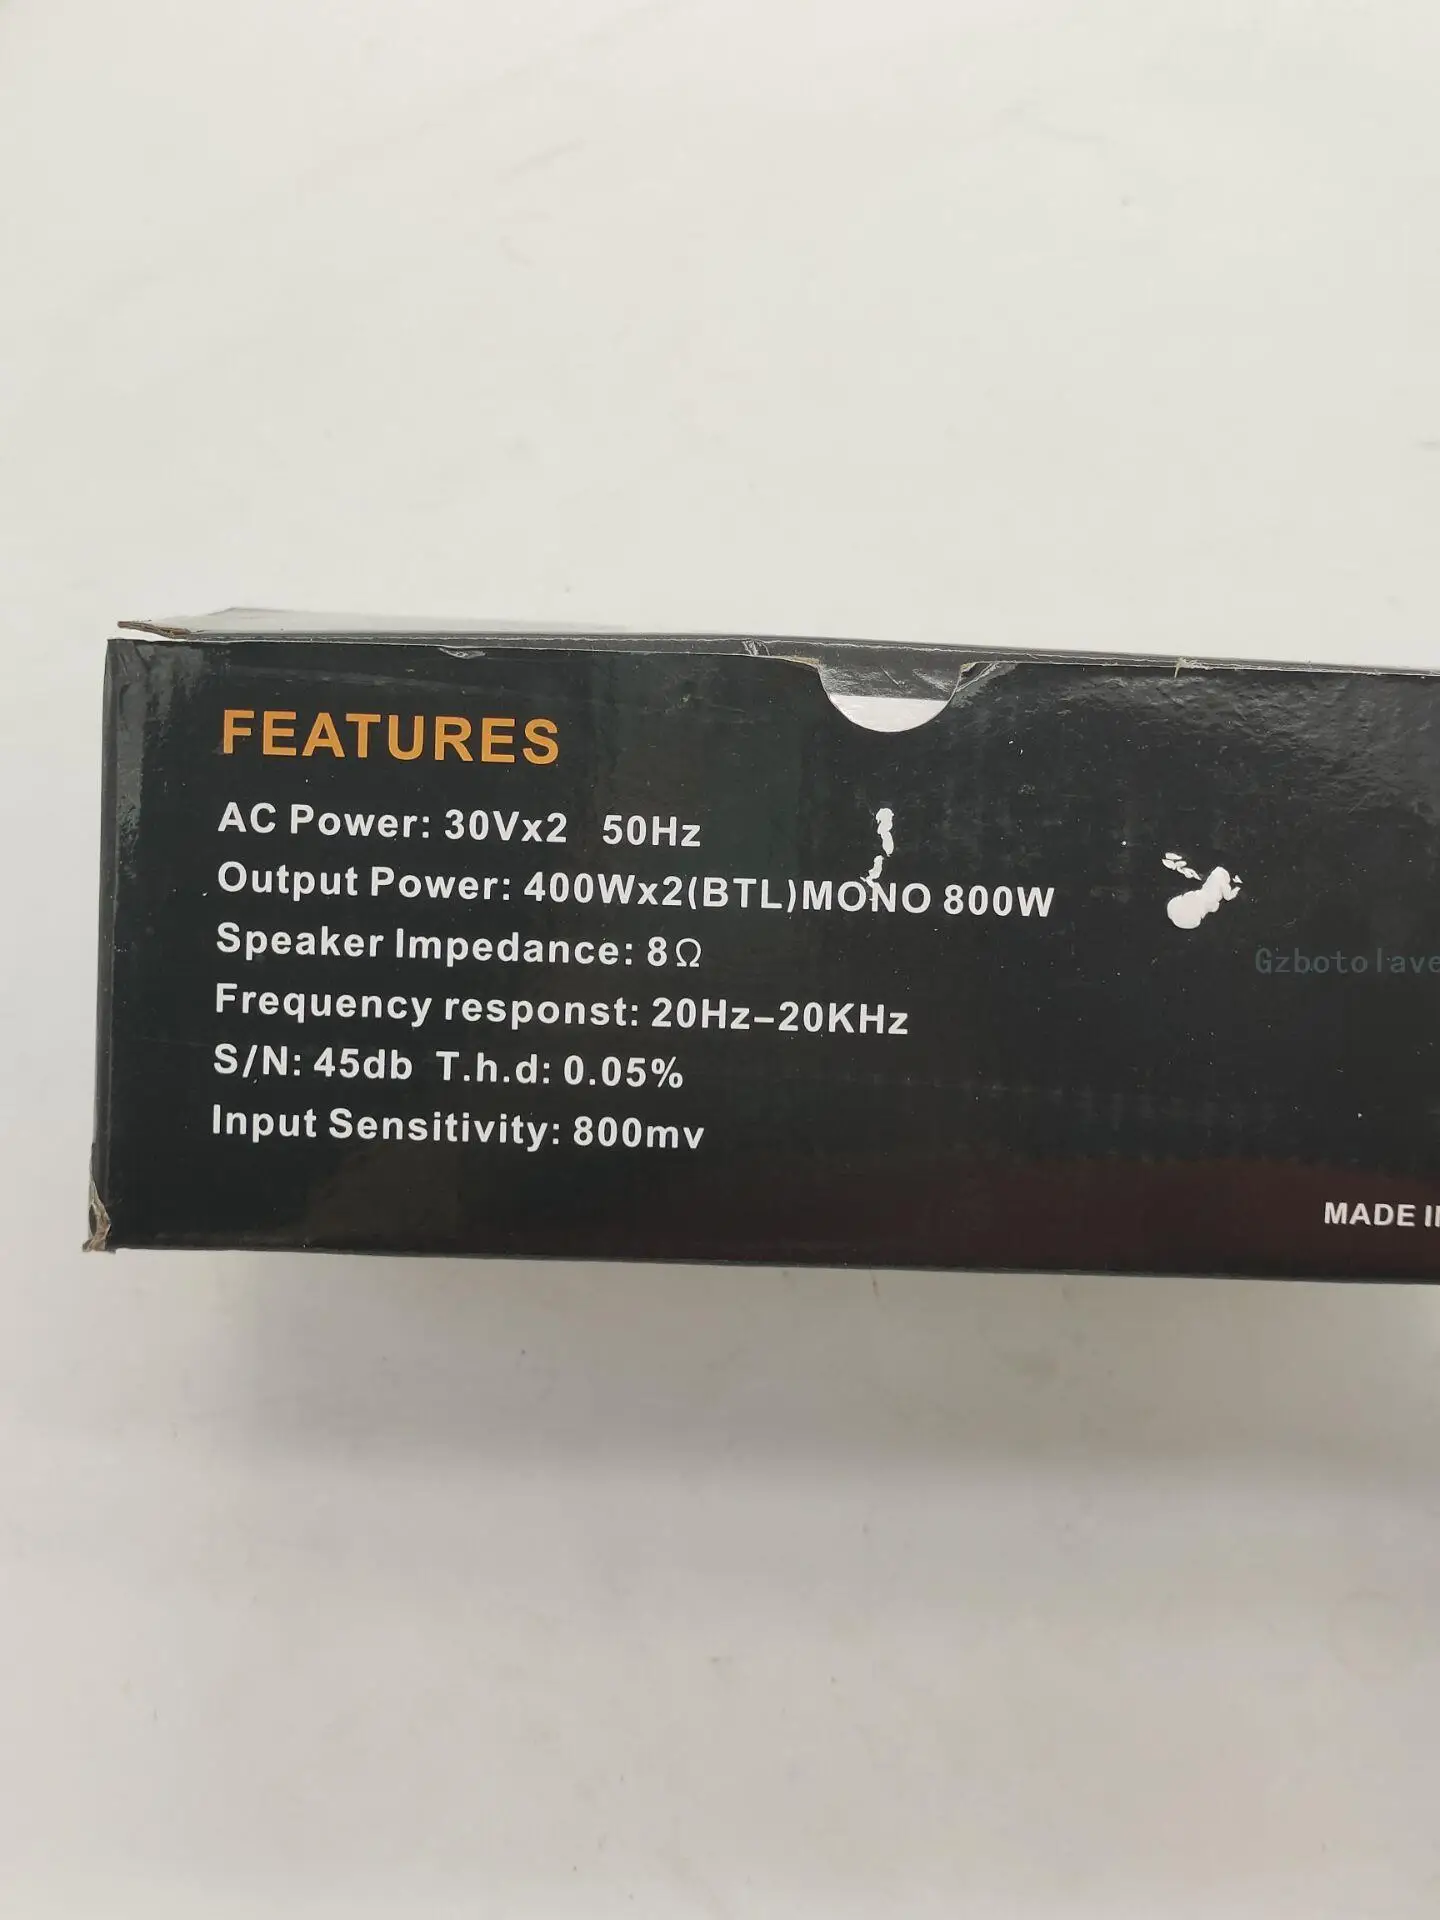 FEATURES
AC Power: 30Vx2 50Hz
Output Power: 400Wx2(BTL)MONO 800W
Speaker Impedance: 8Ω
Frequency responst: 20Hz-20KHz
S/N: 45db T.h.d: 0.05%
Input Sensitivity: 800mv
Gzbotolave
MADE